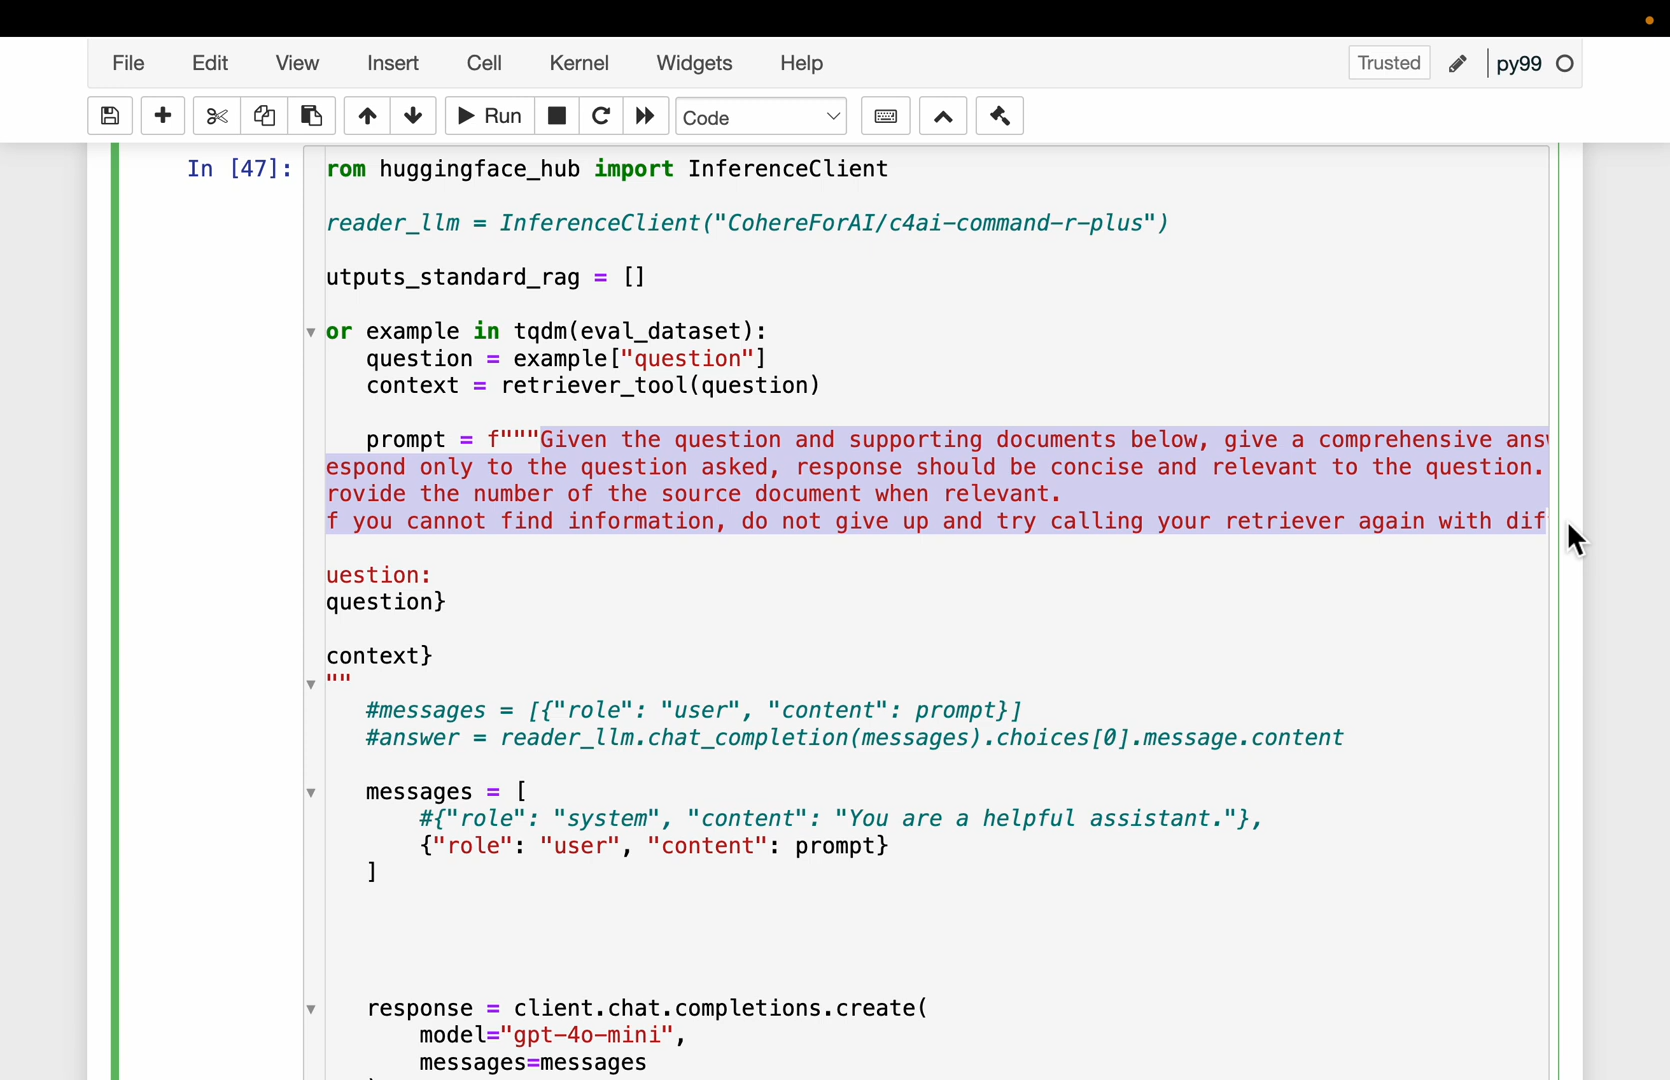 File Edit View Insert Cell Kernel Widgets Help Trusted py99
Run Code
In [47]: rom huggingface_hub import InferenceClient
reader_llm = InferenceClient("CohereForAI/c4ai-command-r-plus")
utputs_standard_rag = []
or example in tqdm(eval_dataset):
question = example["question"]
context = retriever_tool(question)
prompt = f"""Given the question and supporting documents below, give a comprehensive ans
espond only to the question asked, response should be concise and relevant to the question.
rovide the number of the source document when relevant.
f you cannot find information, do not give up and try calling your retriever again with dif
uestion:
question}
context}
""
#messages = [{"role": "user", "content": prompt}]
#answer = reader_llm.chat_completion(messages).choices[0].message.content
messages = [
#{"role": "system", "content": "You are a helpful assistant."},
{"role": "user", "content": prompt}
]
response = client.chat.completions.create(
model="gpt-4o-mini",
messages=messages